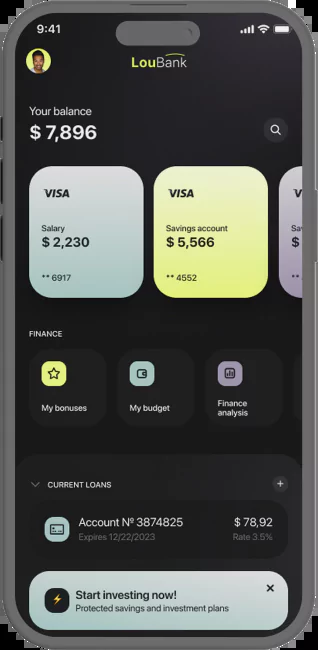 9:41
LouBank
Your balance
$ 7,896
VISA
Salary
$ 2,230
** 6917
VISA
Savings account
$ 5,566
** 4552
V
Sav
$
**
FINANCE
My bonuses
My budget
Finance
analysis
CURRENT LOANS
+
Account № 3874825
$ 78,92
Expires 12/22/2023
Rate 3.5%
Start investing now!
Protected savings and investment plans